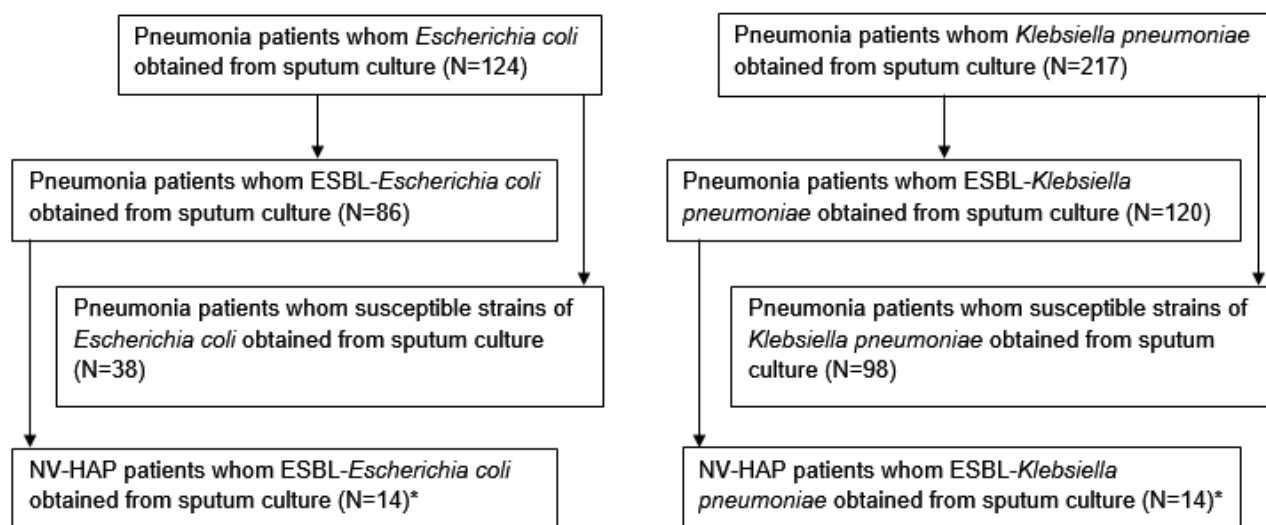 Pneumonia patients whom Escherichia coli
obtained from sputum culture (N=124)
Pneumonia patients whom ESBL-Escherichia coli
obtained from sputum culture (N=86)
Pneumonia patients whom susceptible strains of
Escherichia coli obtained from sputum culture
(N=38)
NV-HAP patients whom ESBL-Escherichia coli
obtained from sputum culture (N=14)*
Pneumonia patients whom Klebsiella pneumoniae
obtained from sputum culture (N=217)
Pneumonia patients whom ESBL-Klebsiella
pneumoniae obtained from sputum culture (N=120)
Pneumonia patients whom susceptible strains of
Klebsiella pneumoniae obtained from sputum
culture (N=98)
NV-HAP patients whom ESBL-Klebsiella
pneumoniae obtained from sputum culture (N=14)*